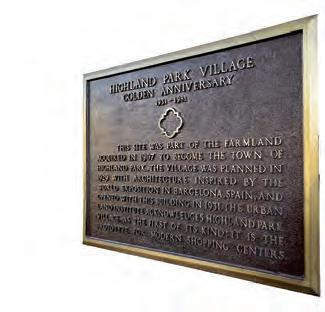 HIGHLAND PARK VILLAGE
GOLDEN ANNIVERSARY
1931-1981
THIS SITE WAS PART OF THE FARMLAND
ACQUIRED IN 1907 TO BECOME THE TOWN OF
HIGHLAND PARK. THE VILLAGE WAS PLANNED IN
1929 WITH ARCHITECTURE INSPIRED BY THE
WORLD EXPOSITION IN BARCELONA, SPAIN, AND
OPENED WITH THIS BUILDING IN 1931. THE URBAN
LAND INSTITUTE ACKNOWLEDGES HIGHLAND PARK
VILLAGE AS THE FIRST OF ITS KIND: IT IS THE
PROTOTYPE FOR MODERN SHOPPING CENTERS.